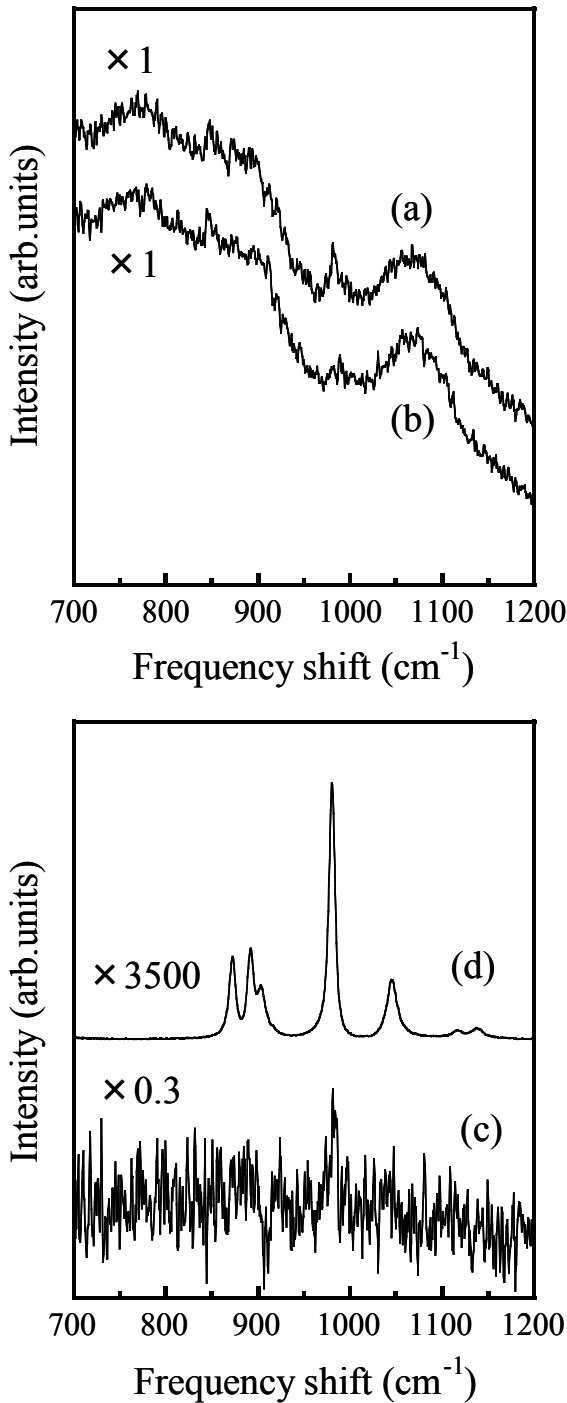 × 1
(a)
× 1
(b)
Intensity (arb.units)
700 800 900 1000 1100 1200
Frequency shift (cm⁻¹)
× 3500
(d)
× 0.3
(c)
Intensity (arb.units)
700 800 900 1000 1100 1200
Frequency shift (cm⁻¹)